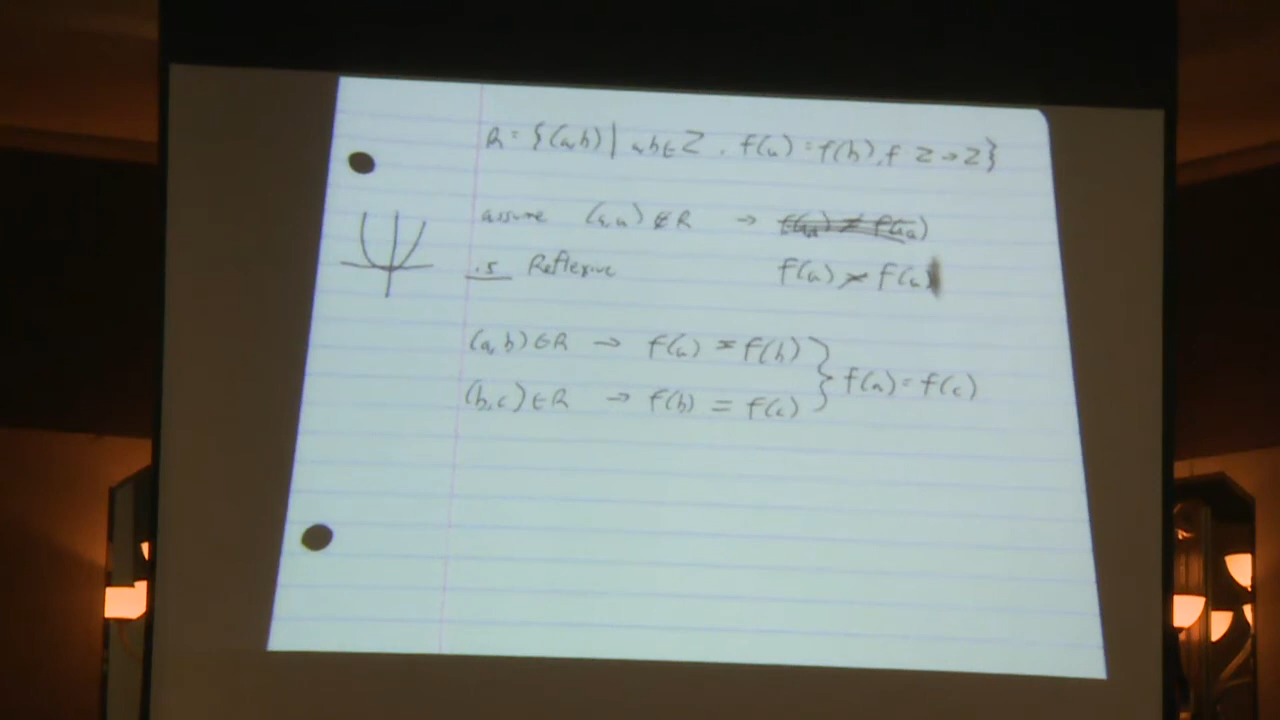 R = {(a,b) | a,b ∈ Z, f(a) = f(b), f Z → Z}
assume (a,a) ∉ R → f(a) ≠ f(a)
is Reflexive f(a) ≠ f(a)
(a,b) ∈ R → f(a) = f(b)
(b,c) ∈ R → f(b) = f(c) } f(a) = f(c)